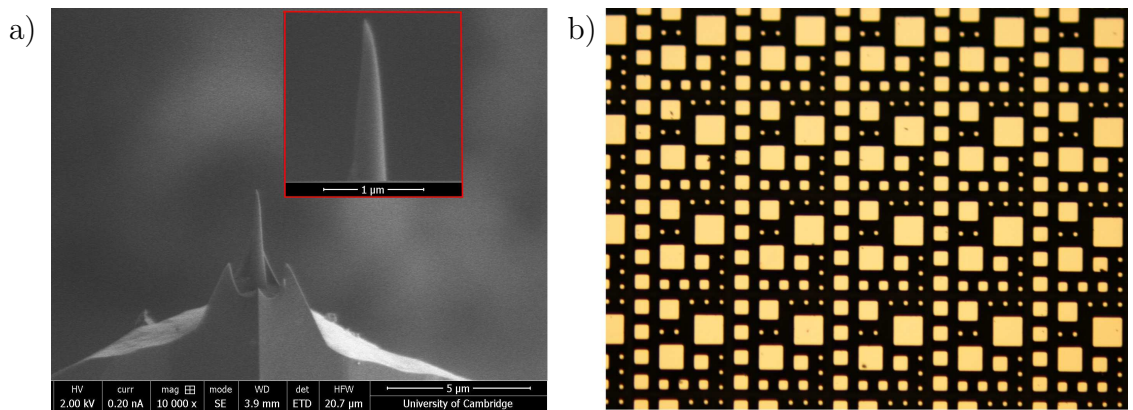 a)
b)
1 µm
HV curr mag mode WD det HFW 5 µm
2.00 kV 0.20 nA 10 000 x SE 3.9 mm ETD 20.7 µm University of Cambridge